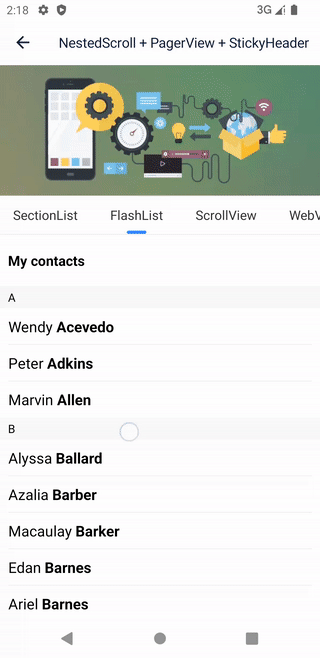 2:18 3G
NestedScroll + PagerView + StickyHeader
SectionList FlashList ScrollView WebV
My contacts
A
Wendy Acevedo
Peter Adkins
Marvin Allen
B
Alyssa Ballard
Azalia Barber
Macaulay Barker
Edan Barnes
Ariel Barnes